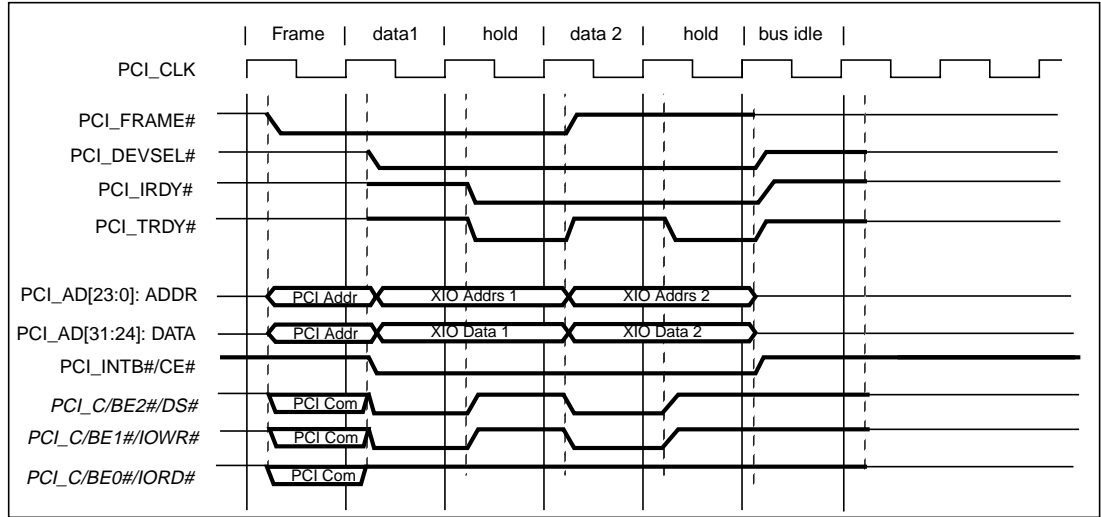 | Frame | data1 | hold | data 2 | hold | bus idle |
PCI_CLK
PCI_FRAME#
PCI_DEVSEL#
PCI_IRDY#
PCI_TRDY#
PCI_AD[23:0]: ADDR PCI Addr XIO Addrs 1 XIO Addrs 2
PCI_AD[31:24]: DATA PCI Addr XIO Data 1 XIO Data 2
PCI_INTB#/CE#
PCI_C/BE2#/DS# PCI Com
PCI_C/BE1#/IOWR# PCI Com
PCI_C/BE0#/IORD# PCI Com